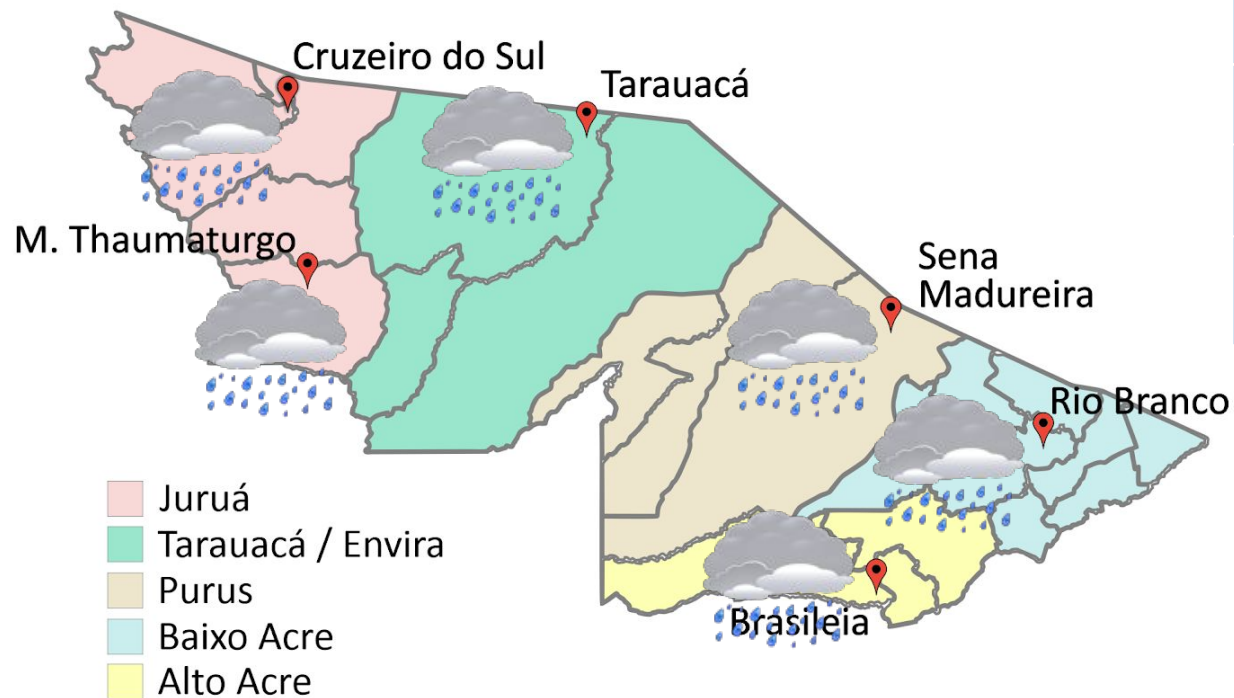 Cruzeiro do Sul
Tarauacá
M. Thaumaturgo
Sena
Madureira
Rio Branco
Brasileia
Juruá
Tarauacá / Envira
Purus
Baixo Acre
Alto Acre